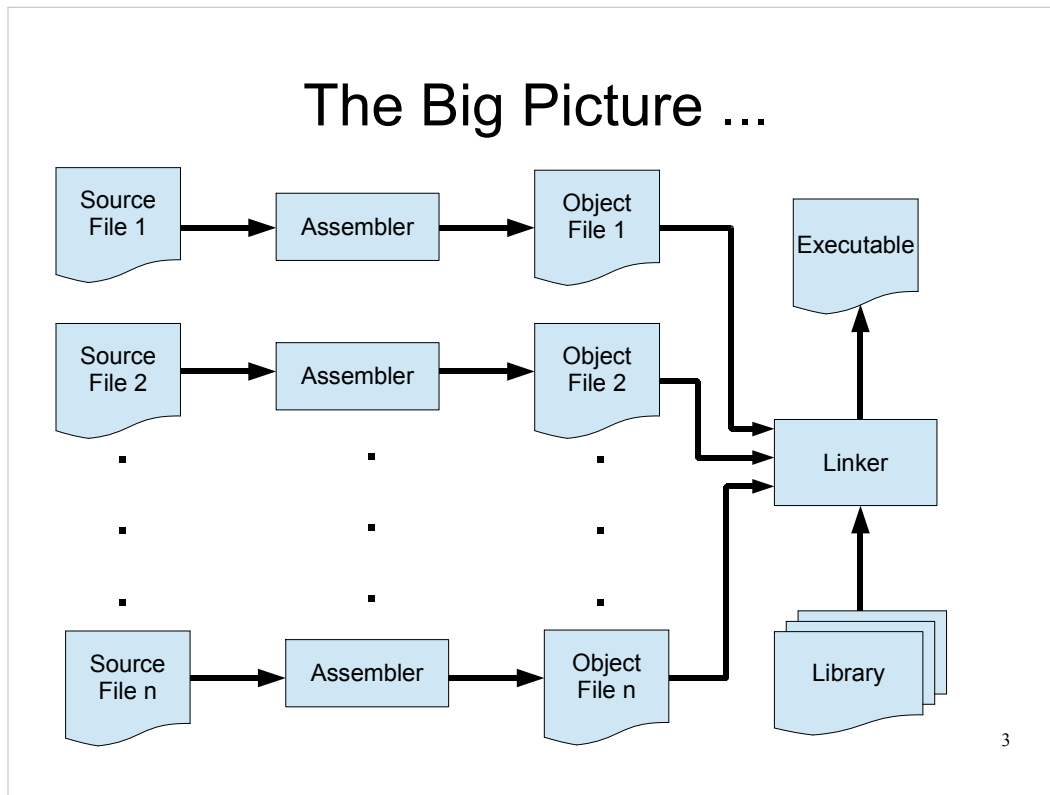 The Big Picture ...
Source
File 1
Assembler
Object
File 1
Executable
Source
File 2
Assembler
Object
File 2
Linker
Source
File n
Assembler
Object
File n
Library
3